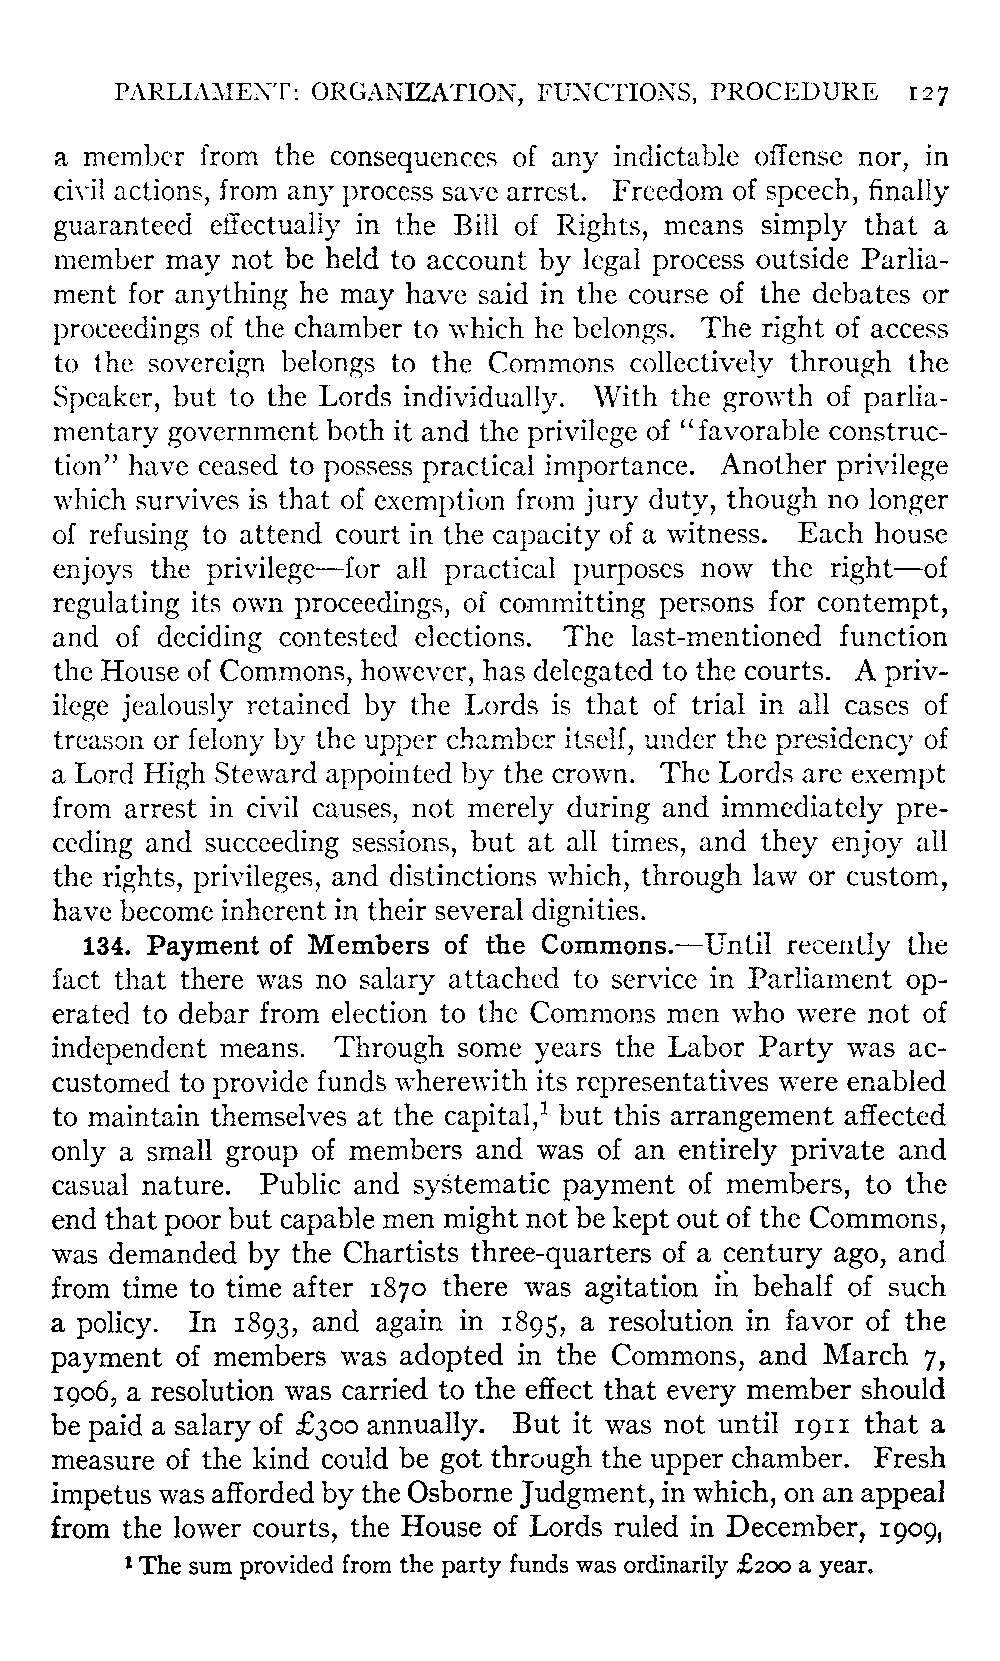 PARLIAMENT: ORGANIZATION, FUNCTIONS, PROCEDURE 127
a member from the consequences of any indictable offense nor, in
civil actions, from any process save arrest. Freedom of speech, finally
guaranteed effectually in the Bill of Rights, means simply that a
member may not be held to account by legal process outside Parlia-
ment for anything he may have said in the course of the debates or
proceedings of the chamber to which he belongs. The right of access
to the sovereign belongs to the Commons collectively through the
Speaker, but to the Lords individually. With the growth of parlia-
mentary government both it and the privilege of "favorable construc-
tion" have ceased to possess practical importance. Another privilege
which survives is that of exemption from jury duty, though no longer
of refusing to attend court in the capacity of a witness. Each house
enjoys the privilege—for all practical purposes now the right—of
regulating its own proceedings, of committing persons for contempt,
and of deciding contested elections. The last-mentioned function
the House of Commons, however, has delegated to the courts. A priv-
ilege jealously retained by the Lords is that of trial in all cases of
treason or felony by the upper chamber itself, under the presidency of
a Lord High Steward appointed by the crown. The Lords are exempt
from arrest in civil causes, not merely during and immediately pre-
ceding and succeeding sessions, but at all times, and they enjoy all
the rights, privileges, and distinctions which, through law or custom,
have become inherent in their several dignities.
134. Payment of Members of the Commons.—Until recently the
fact that there was no salary attached to service in Parliament op-
erated to debar from election to the Commons men who were not of
independent means. Through some years the Labor Party was ac-
customed to provide funds wherewith its representatives were enabled
to maintain themselves at the capital,¹ but this arrangement affected
only a small group of members and was of an entirely private and
casual nature. Public and systematic payment of members, to the
end that poor but capable men might not be kept out of the Commons,
was demanded by the Chartists three-quarters of a century ago, and
from time to time after 1870 there was agitation in behalf of such
a policy. In 1893, and again in 1895, a resolution in favor of the
payment of members was adopted in the Commons, and March 7,
1906, a resolution was carried to the effect that every member should
be paid a salary of £300 annually. But it was not until 1911 that a
measure of the kind could be got through the upper chamber. Fresh
impetus was afforded by the Osborne Judgment, in which, on an appeal
from the lower courts, the House of Lords ruled in December, 1909,
¹ The sum provided from the party funds was ordinarily £200 a year.